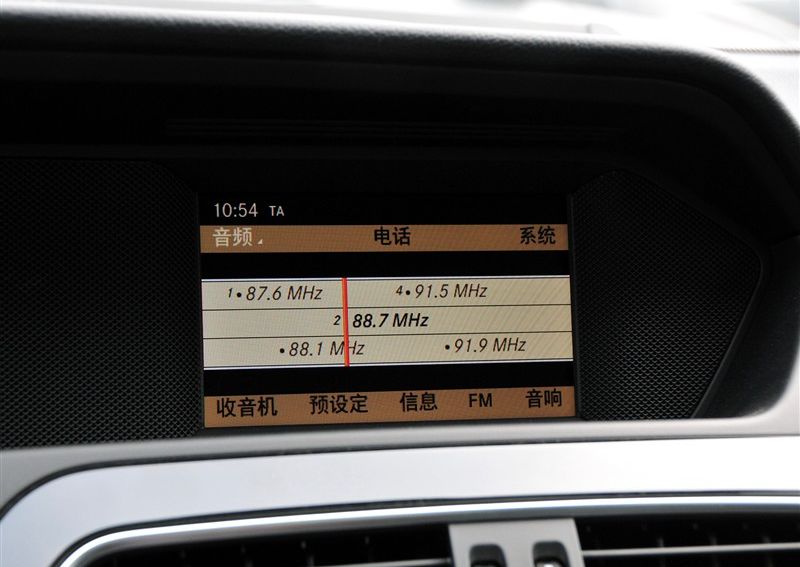 10:54 TA
音频 电话 系统
1 •87.6 MHz 4 •91.5 MHz
2 88.7 MHz
•88.1 MHz •91.9 MHz
收音机 预设定 信息 FM 音响